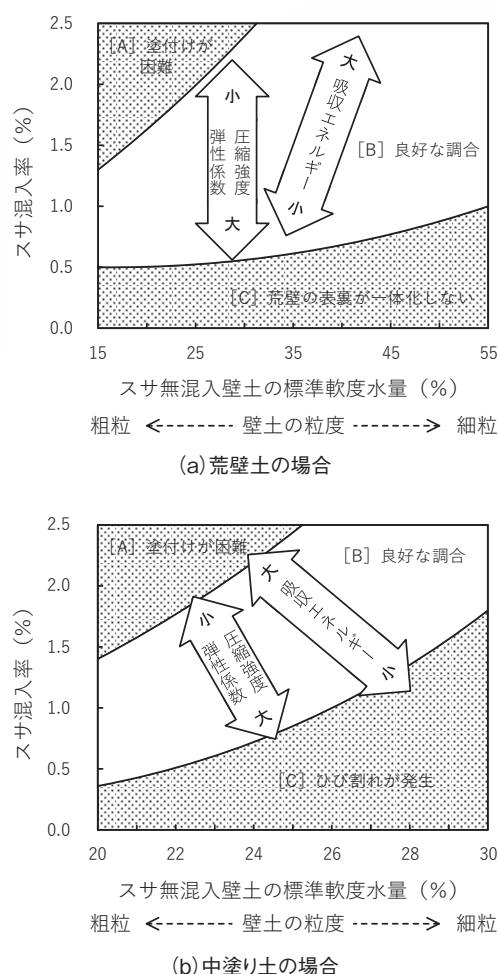 2.5
2.0
1.5
1.0
0.5
0.0
スサ混入率（%）
[A] 塗付けが
困難
小
圧縮強度
弾性係数
大
大
吸収エネルギー
小
[B] 良好な調合
[C] 荒壁の表裏が一体化しない
15 25 35 45 55
スサ無混入壁土の標準軟度水量（%）
粗粒 壁土の粒度 細粒
(a)荒壁土の場合
2.5
2.0
1.5
1.0
0.5
0.0
スサ混入率（%）
[A] 塗付けが困難
小
圧縮強度
弾性係数
大
大
吸収エネルギー
小
[B] 良好な調合
[C] ひび割れが発生
20 22 24 26 28 30
スサ無混入壁土の標準軟度水量（%）
粗粒 壁土の粒度 細粒
(b)中塗り土の場合